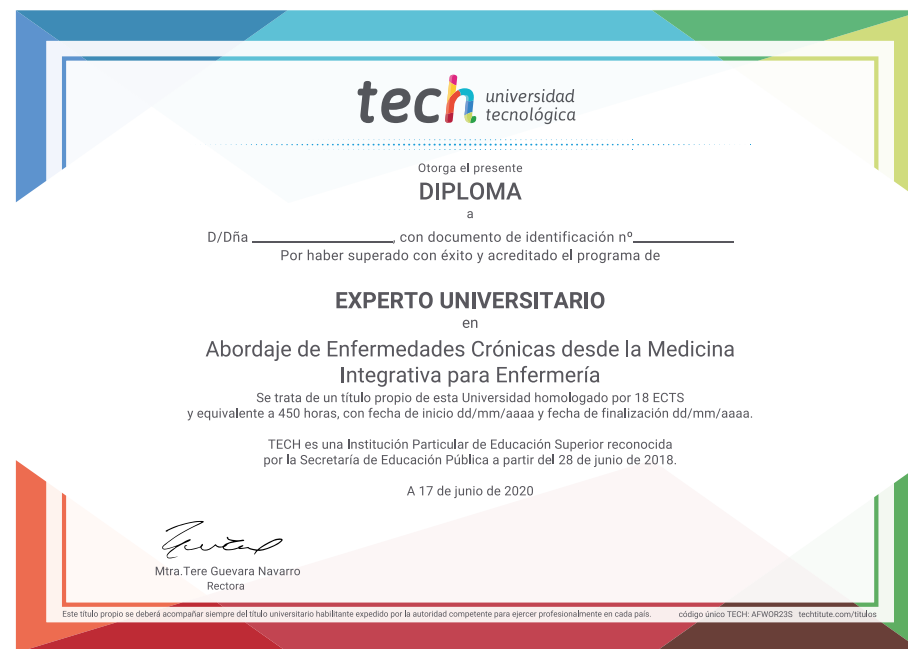 tech universidad
tecnológica
Otorga el presente
DIPLOMA
a
D/Dña ____________________, con documento de identificación nº______________
Por haber superado con éxito y acreditado el programa de
EXPERTO UNIVERSITARIO
en
Abordaje de Enfermedades Crónicas desde la Medicina
Integrativa para Enfermería
Se trata de un título propio de esta Universidad homologado por 18 ECTS
y equivalente a 450 horas, con fecha de inicio dd/mm/aaaa y fecha de finalización dd/mm/aaaa.
TECH es una Institución Particular de Educación Superior reconocida
por la Secretaría de Educación Pública a partir del 28 de junio de 2018.
A 17 de junio de 2020
Mtra.Tere Guevara Navarro
Rectora
Este título propio se deberá acompañar siempre del título universitario habilitante expedido por la autoridad competente para ejercer profesionalmente en cada país. código único TECH: AFWOR23S techtitute.com/titulos